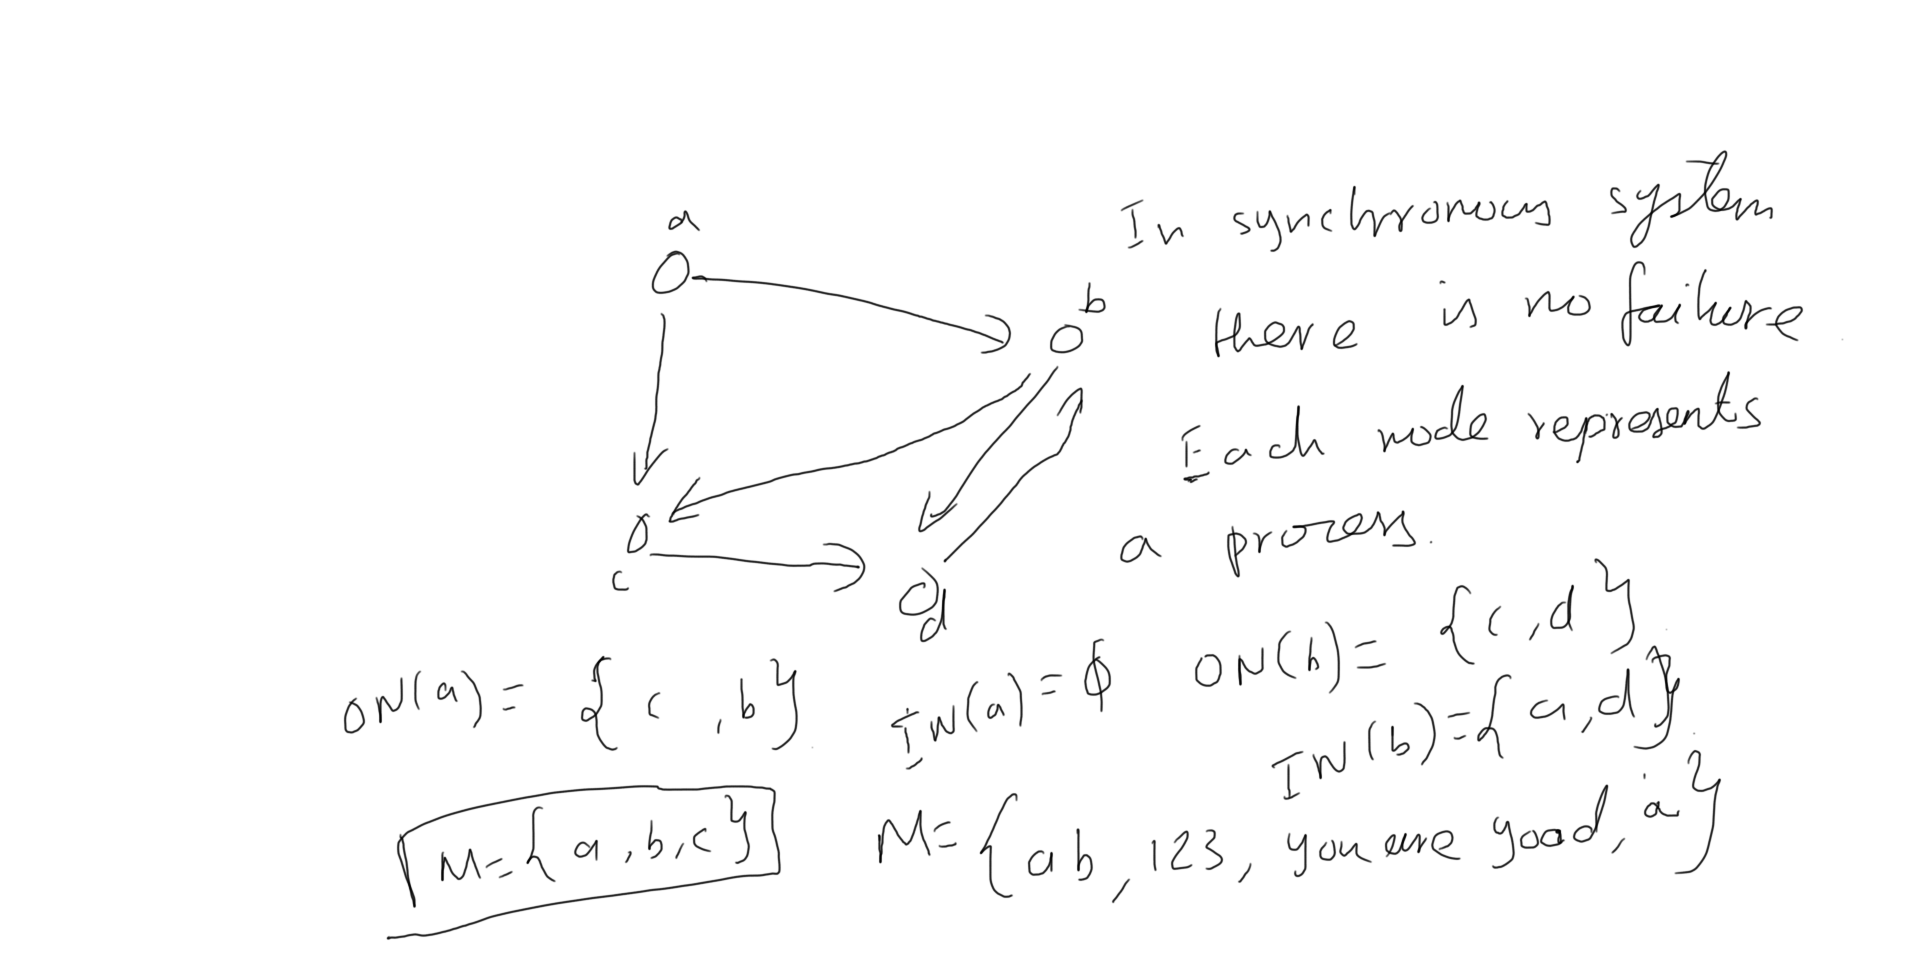 a
b
In synchronous system
there is no failure
Each node represents
a process.
c
d
ON(a) = { c , b }
IN(a) = ϕ
ON(b) = { c , d }
IN(b) = { a , d }
M = { a , b , c }
M = { ab , 123 , you are good , a }